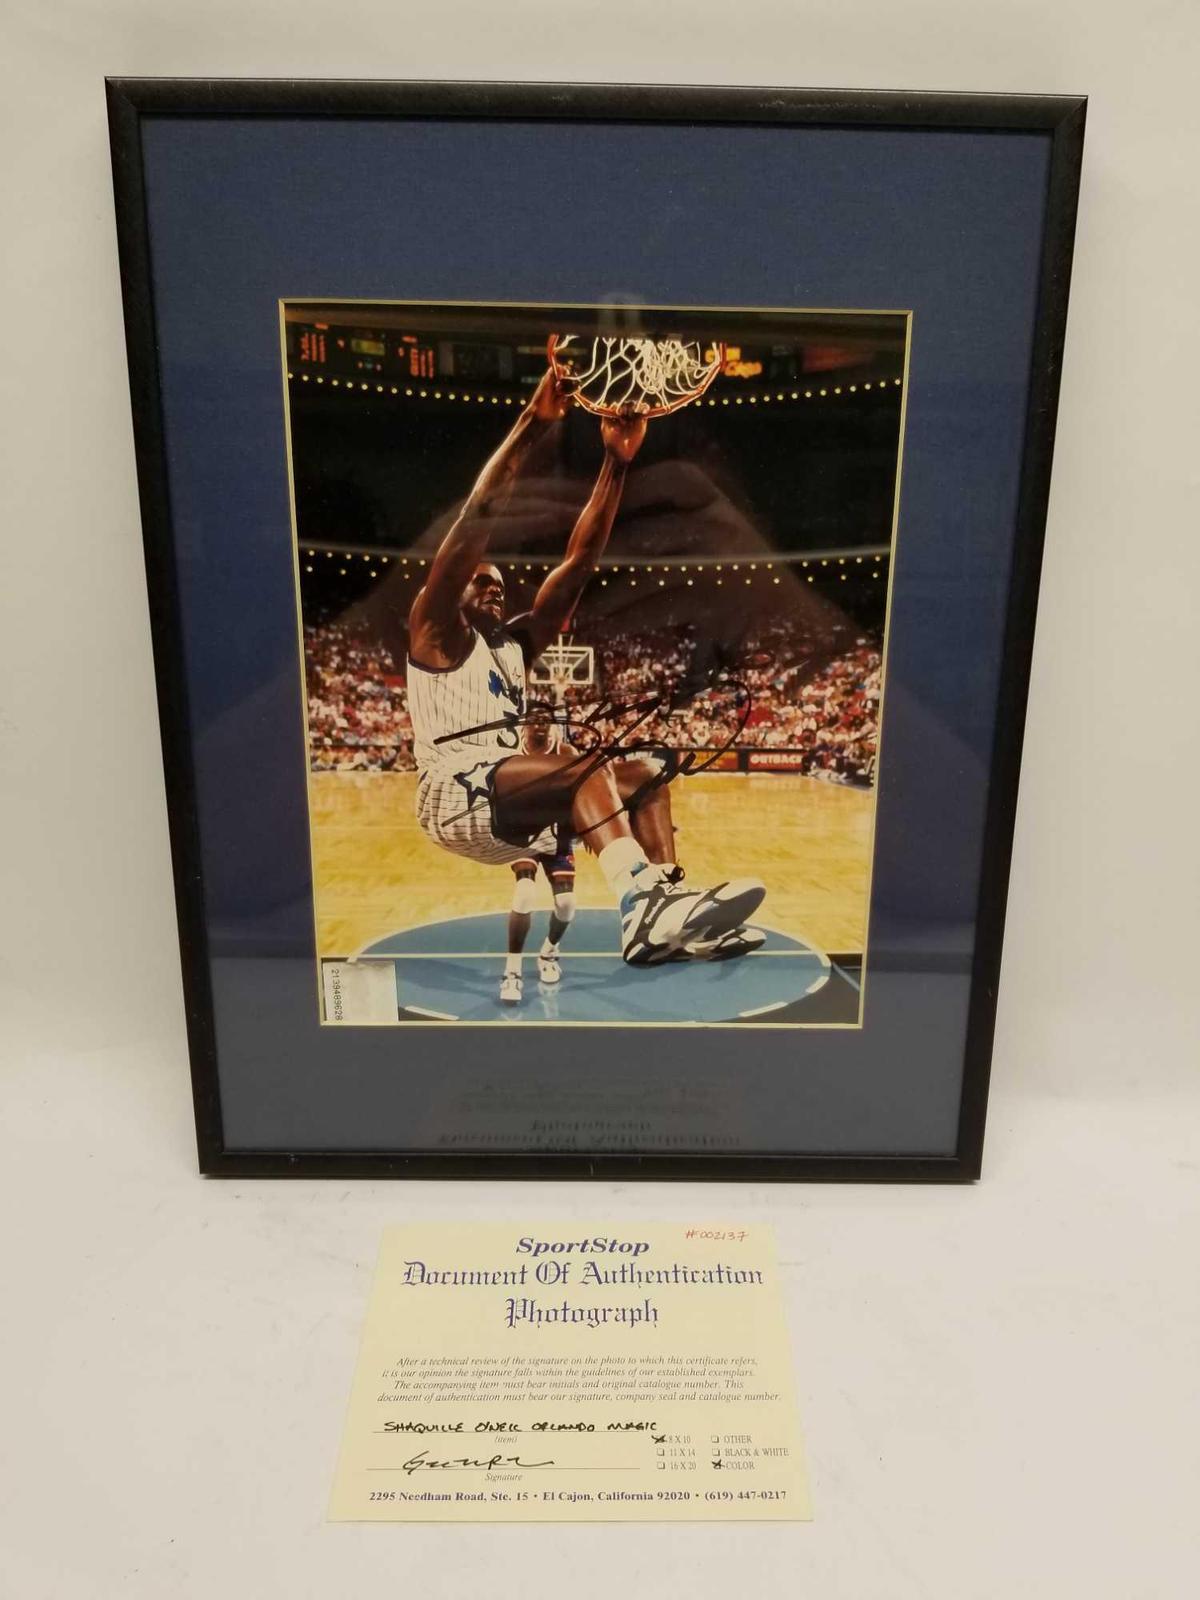 OUTBACK
Reebok
2139489628
#002137
SportStop
Document Of Authentication
Photograph
After a technical review of the signature on the photo to which this certificate refers,
it is our opinion the signature falls within the guidelines of our established exemplars.
The accompanying item must bear initials and original catalogue number. This
document of authentication must bear our signature, company seal and catalogue number.
SHAQUILLE O'NEIL ORLANDO MAGIC
(item)
8 X 10
OTHER
11 X 14
BLACK & WHITE
16 X 20
COLOR
Signature
2295 Needham Road, Ste. 15 • El Cajon, California 92020 • (619) 447-0217